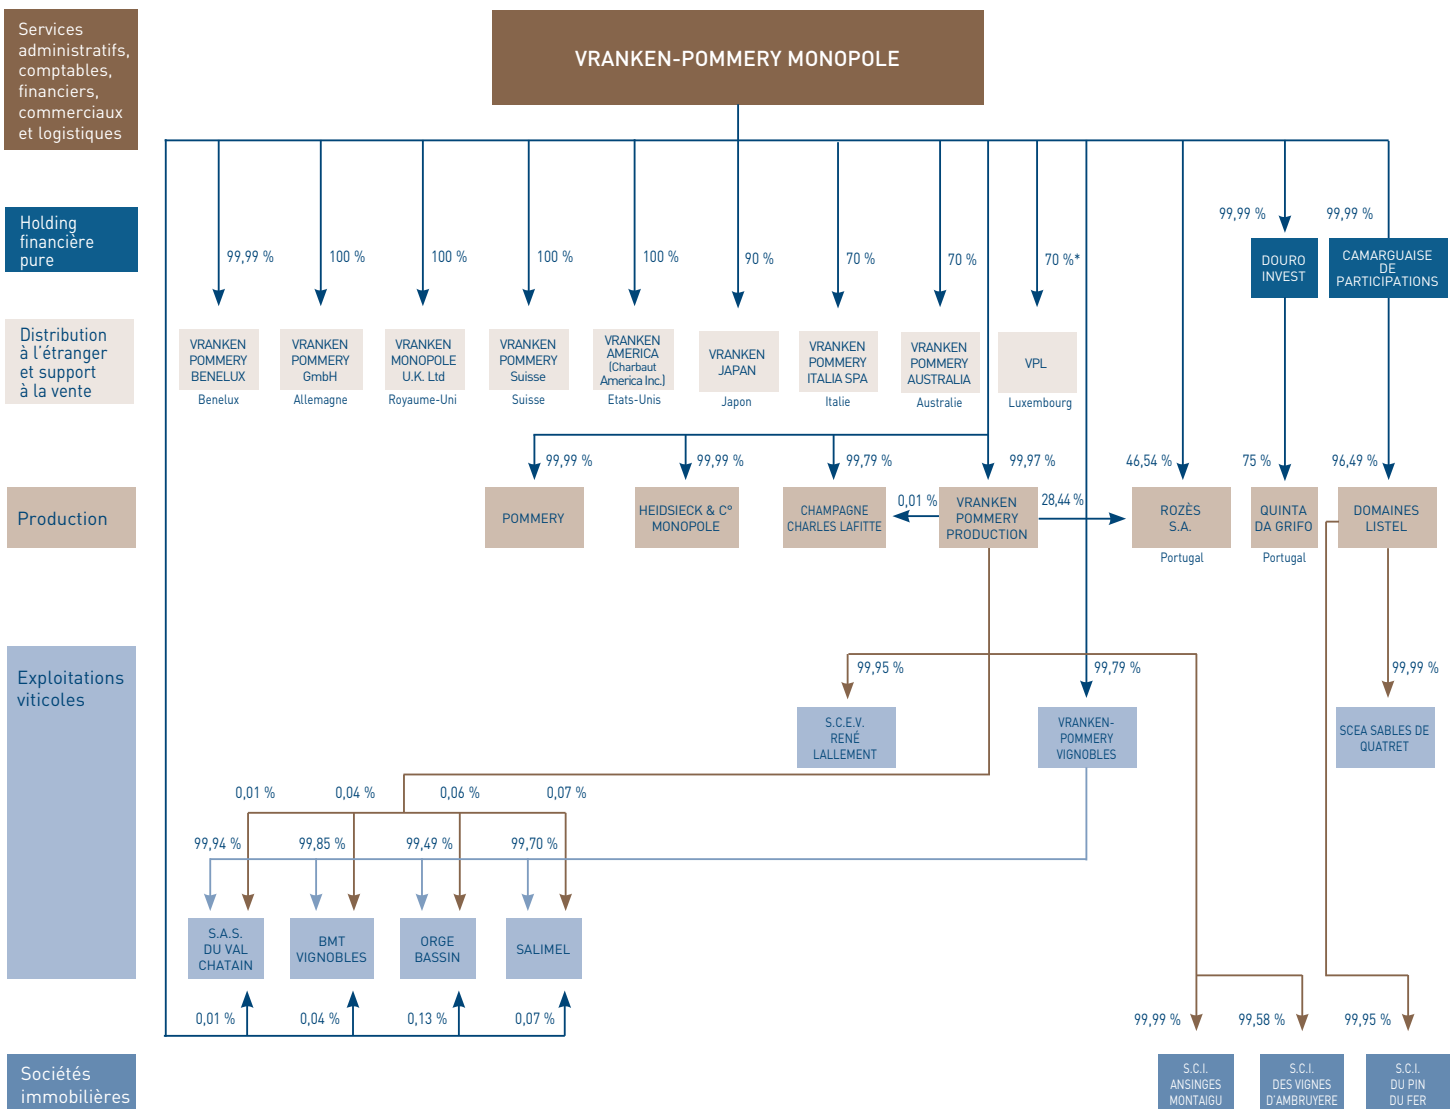 Services
administratifs,
comptables,
financiers,
commerciaux
et logistiques
VRANKEN-POMMERY MONOPOLE
Holding
financière
pure
99,99 %
100 %
100 %
100 %
100 %
90 %
70 %
70 %
70 %*
99,99 %
99,99 %
DOURO
INVEST
CAMARGUAISE
DE
PARTICIPATIONS
Distribution
à l'étranger
et support
à la vente
VRANKEN
POMMERY
BENELUX
Benelux
VRANKEN
POMMERY
GmbH
Allemagne
VRANKEN
MONOPOLE
U.K. Ltd
Royaume-Uni
VRANKEN
POMMERY
Suisse
Suisse
VRANKEN
AMERICA
(Charbaut
America Inc.)
Etats-Unis
VRANKEN
JAPAN
Japon
VRANKEN
POMMERY
ITALIA SPA
Italie
VRANKEN
POMMERY
AUSTRALIA
Australie
VPL
Luxembourg
99,99 %
99,99 %
99,79 %
99,97 %
46,54 %
75 %
96,49 %
Production
POMMERY
HEIDSIECK & C°
MONOPOLE
CHAMPAGNE
CHARLES LAFITTE
0,01 %
VRANKEN
POMMERY
PRODUCTION
28,44 %
ROZÈS
S.A.
Portugal
QUINTA
DA GRIFO
Portugal
DOMAINES
LISTEL
Exploitations
viticoles
99,95 %
99,79 %
99,99 %
S.C.E.V.
RENÉ
LALLEMENT
VRANKEN-
POMMERY
VIGNOBLES
SCEA SABLES DE
QUATRET
0,01 %
0,04 %
0,06 %
0,07 %
99,94 %
99,85 %
99,49 %
99,70 %
S.A.S.
DU VAL
CHATAIN
BMT
VIGNOBLES
ORGE
BASSIN
SALIMEL
0,01 %
0,04 %
0,13 %
0,07 %
99,99 %
99,58 %
99,95 %
Sociétés
immobilières
S.C.I.
ANSINGES
MONTAIGU
S.C.I.
DES VIGNES
D'AMBRUYERE
S.C.I.
DU PIN
DU FER